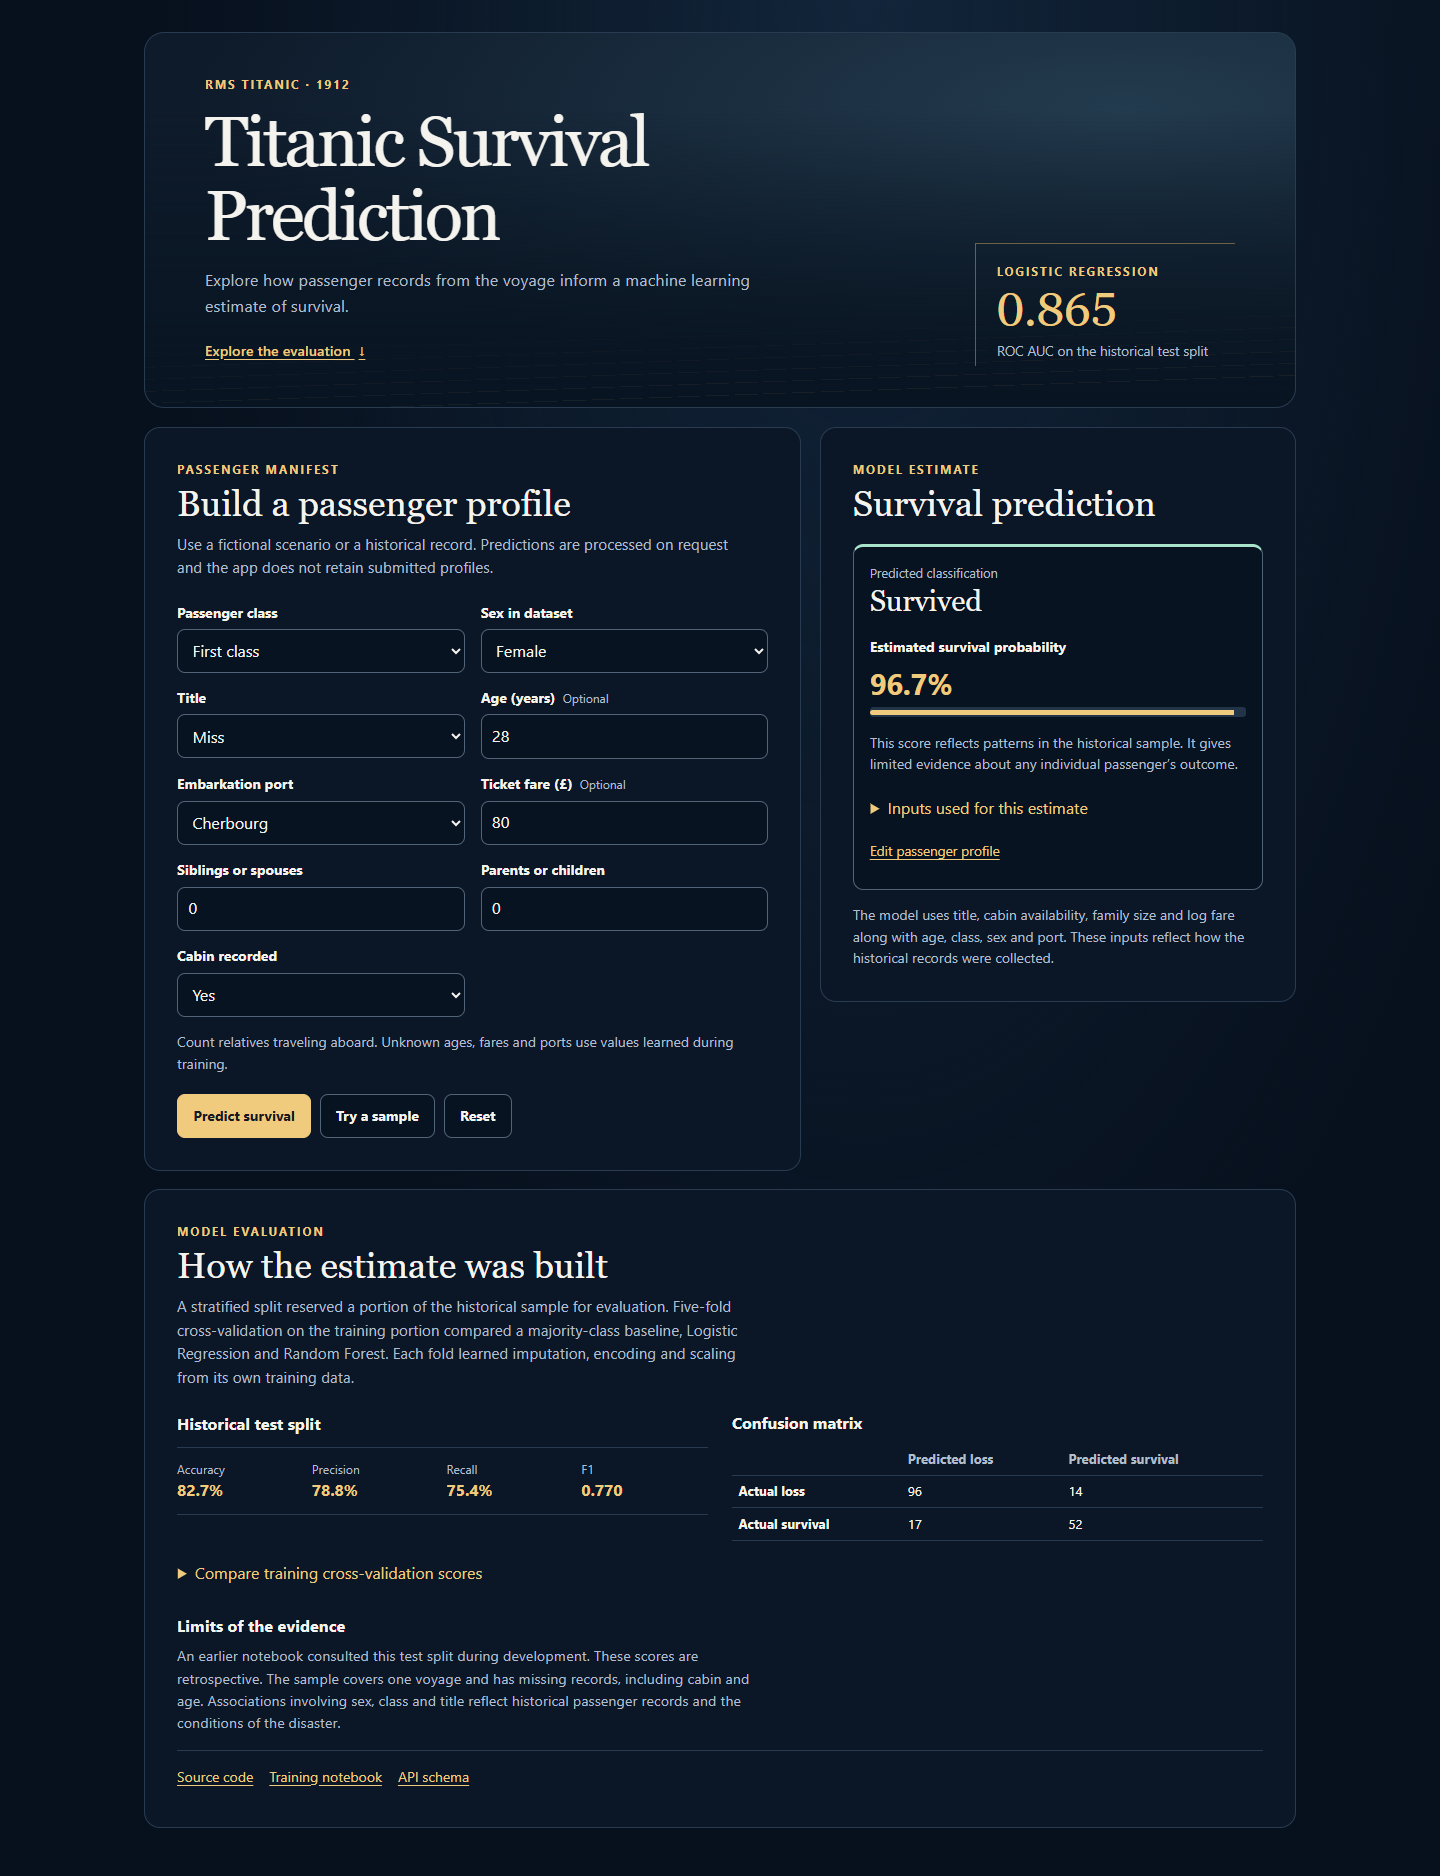 RMS TITANIC · 1912
Titanic Survival
Prediction
Explore how passenger records from the voyage inform a machine learning
estimate of survival.
Explore the evaluation ↓
LOGISTIC REGRESSION
0.865
ROC AUC on the historical test split
PASSENGER MANIFEST
Build a passenger profile
Use a fictional scenario or a historical record. Predictions are processed on request
and the app does not retain submitted profiles.
Passenger class
Sex in dataset
First class
Female
Title
Age (years) Optional
Miss
28
Embarkation port
Ticket fare (£) Optional
Cherbourg
80
Siblings or spouses
Parents or children
0
0
Cabin recorded
Yes
Count relatives traveling aboard. Unknown ages, fares and ports use values learned during
training.
Predict survival
Try a sample
Reset
MODEL ESTIMATE
Survival prediction
Predicted classification
Survived
Estimated survival probability
96.7%
This score reflects patterns in the historical sample. It gives
limited evidence about any individual passenger's outcome.
▶ Inputs used for this estimate
Edit passenger profile
The model uses title, cabin availability, family size and log fare
along with age, class, sex and port. These inputs reflect how the
historical records were collected.
MODEL EVALUATION
How the estimate was built
A stratified split reserved a portion of the historical sample for evaluation. Five-fold
cross-validation on the training portion compared a majority-class baseline, Logistic
Regression and Random Forest. Each fold learned imputation, encoding and scaling
from its own training data.
Historical test split
Accuracy Precision Recall F1
82.7% 78.8% 75.4% 0.770
Confusion matrix
Predicted loss Predicted survival
Actual loss 96 14
Actual survival 17 52
▶ Compare training cross-validation scores
Limits of the evidence
An earlier notebook consulted this test split during development. These scores are
retrospective. The sample covers one voyage and has missing records, including cabin and
age. Associations involving sex, class and title reflect historical passenger records and the
conditions of the disaster.
Source code Training notebook API schema